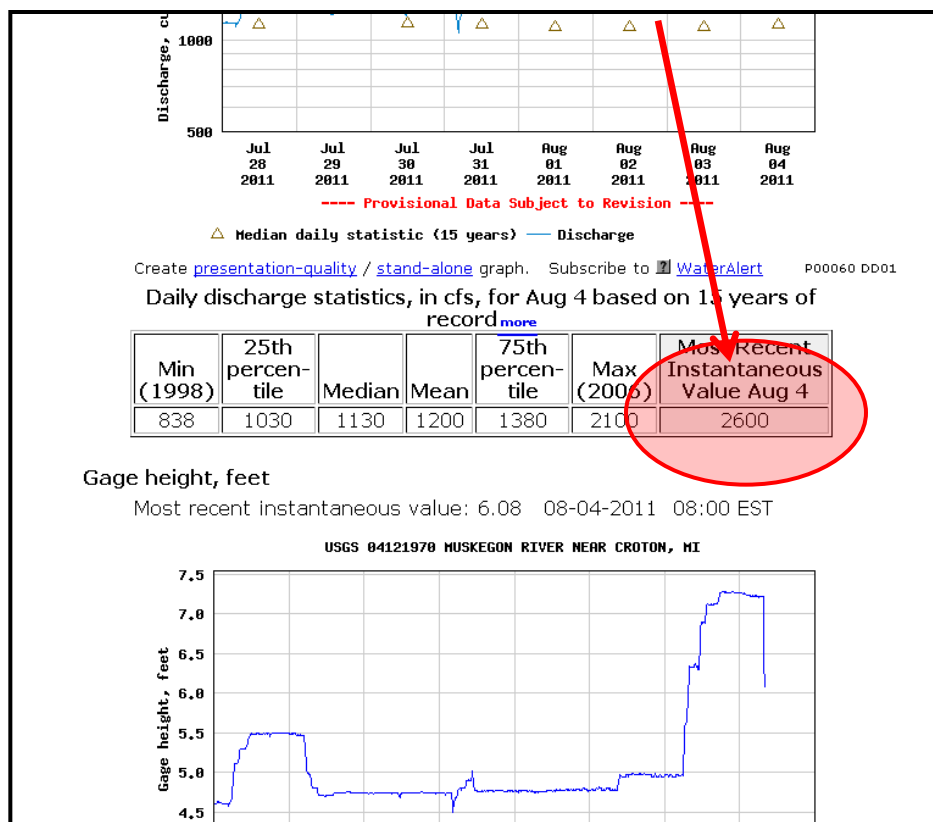 Discharge, cu
1000
500
Jul Jul Jul Jul Aug Aug Aug Aug
28 29 30 31 01 02 03 04
2011 2011 2011 2011 2011 2011 2011 2011
---- Provisional Data Subject to Revision ----
Median daily statistic (15 years) Discharge
Create presentation-quality / stand-alone graph. Subscribe to ? WaterAlert P00060 DD01
Daily discharge statistics, in cfs, for Aug 4 based on 15 years of
record more
Min (1998) 25th percen-tile Median Mean 75th percen-tile Max (2006) Most Recent Instantaneous Value Aug 4
838 1030 1130 1200 1380 2100 2600
Gage height, feet
Most recent instantaneous value: 6.08 08-04-2011 08:00 EST
USGS 04121970 MUSKEGON RIVER NEAR CROTON, MI
Gage height, feet
7.5
7.0
6.5
6.0
5.5
5.0
4.5